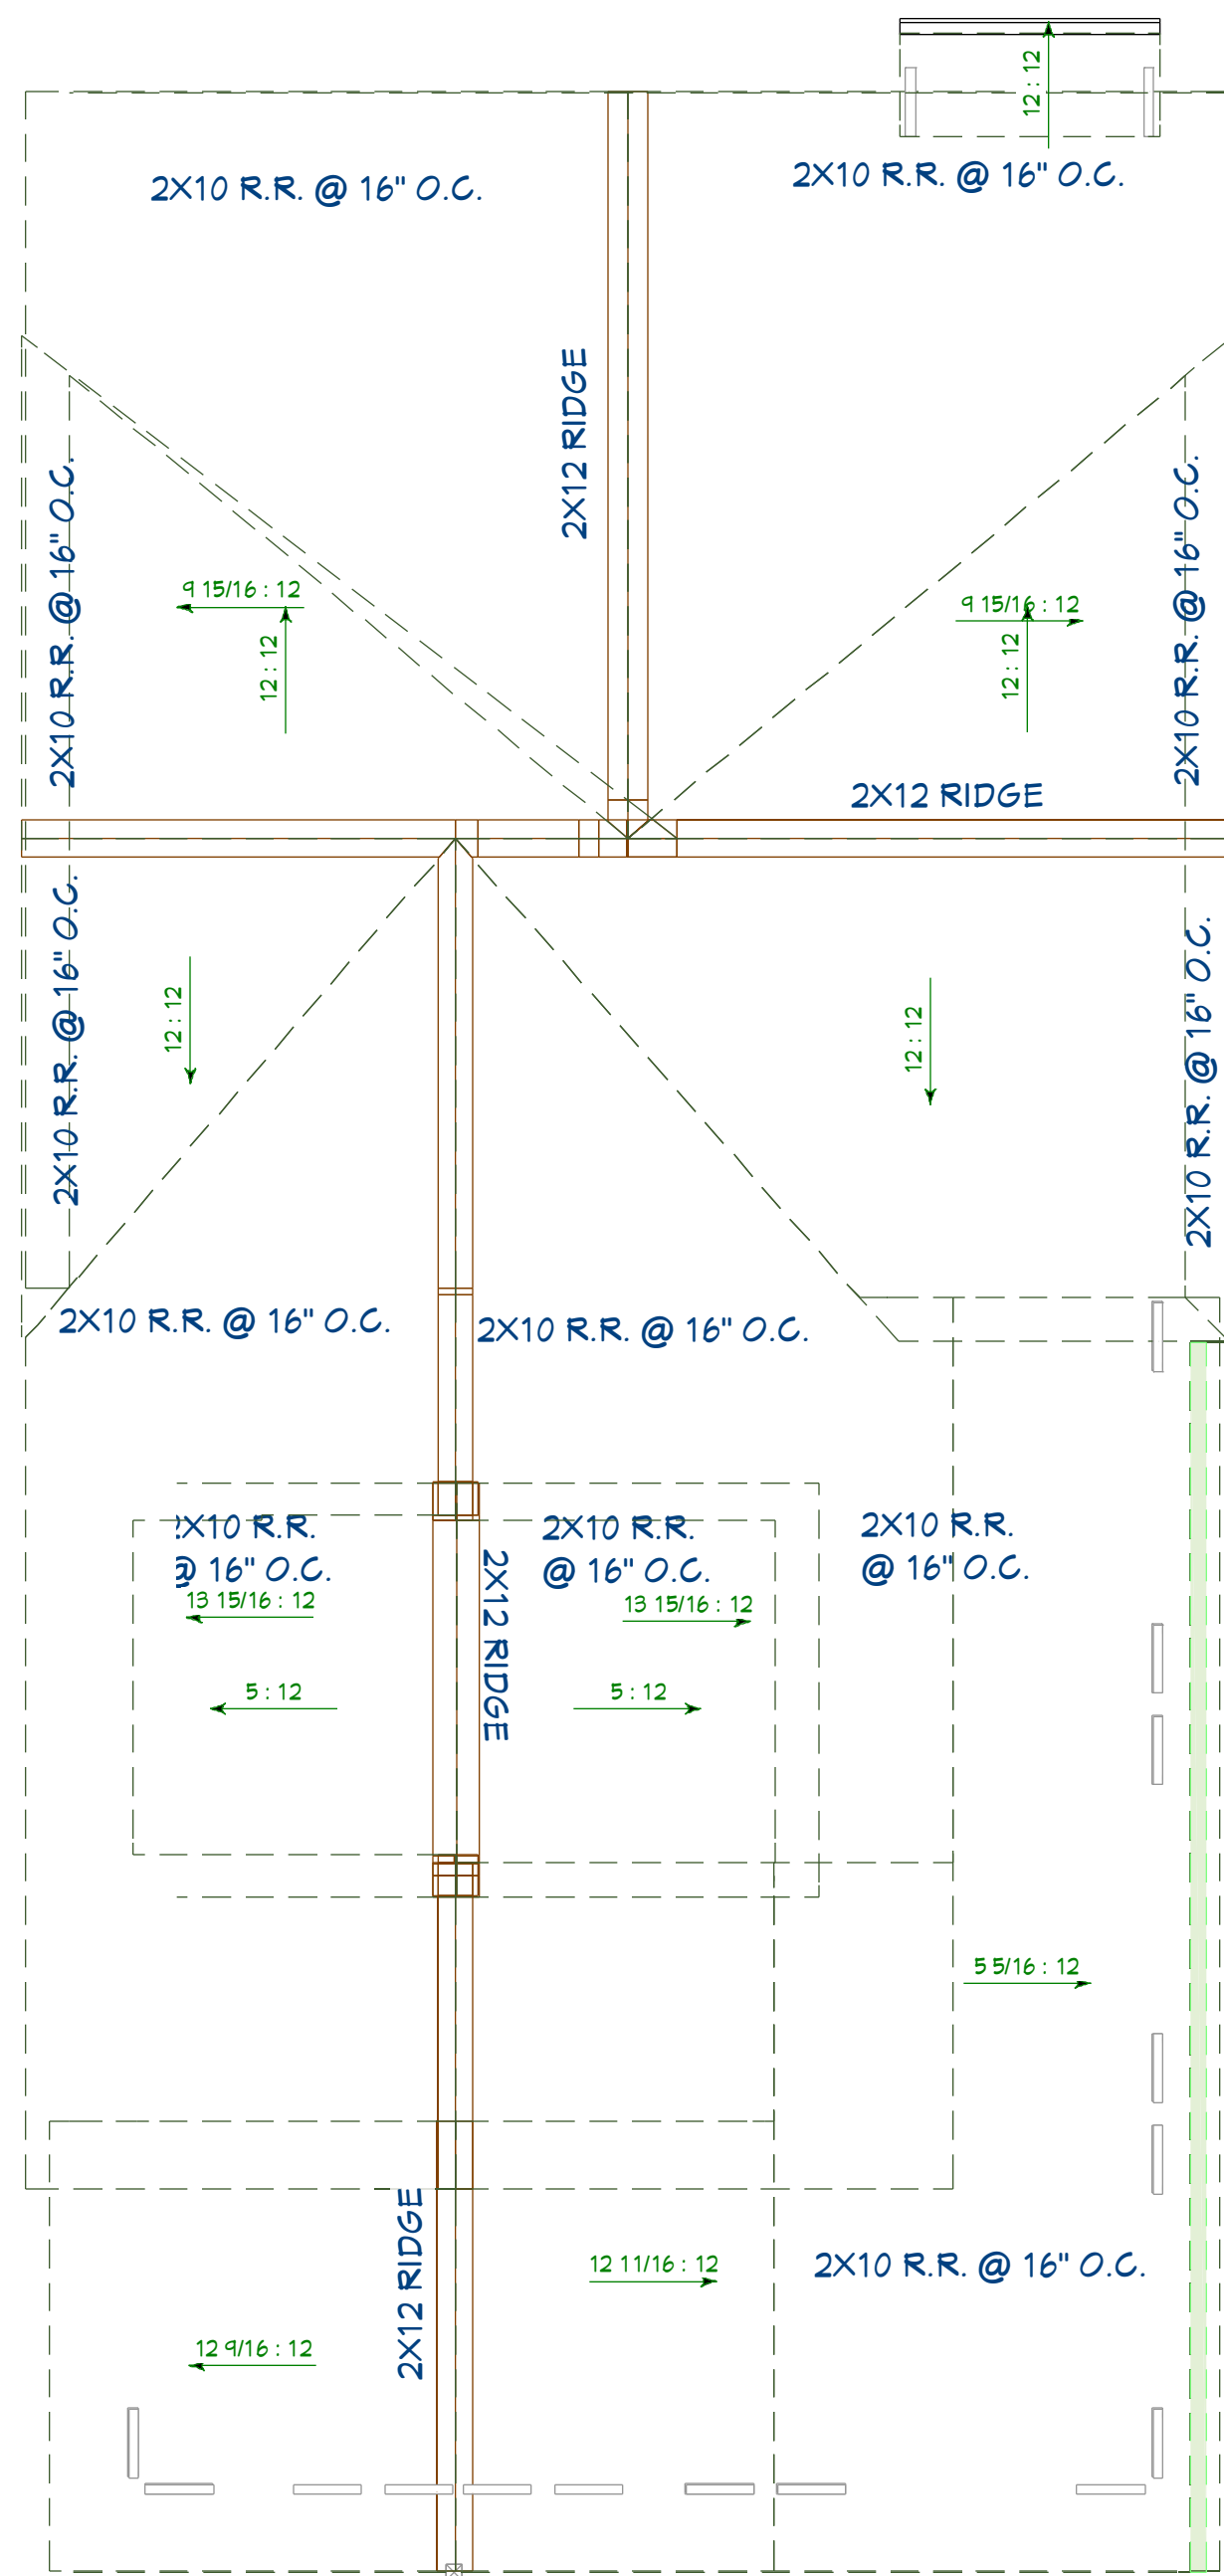 12 : 12
2X10 R.R. @ 16" O.C.
2X10 R.R. @ 16" O.C.
2X12 RIDGE
2X10 R.R. @ 16" O.C.
2X10 R.R. @ 16" O.C.
9 15/16 : 12
12 : 12
9 15/16 : 12
12 : 12
2X12 RIDGE
2X10 R.R. @ 16" O.C.
2X10 R.R. @ 16" O.C.
12 : 12
12 : 12
2X10 R.R. @ 16" O.C.
2X10 R.R. @ 16" O.C.
2X10 R.R.
@ 16" O.C.
2X10 R.R.
@ 16" O.C.
2X10 R.R.
@ 16" O.C.
2X12 RIDGE
13 15/16 : 12
13 15/16 : 12
5 : 12
5 : 12
5 5/16 : 12
2X12 RIDGE
12 11/16 : 12
2X10 R.R. @ 16" O.C.
12 9/16 : 12